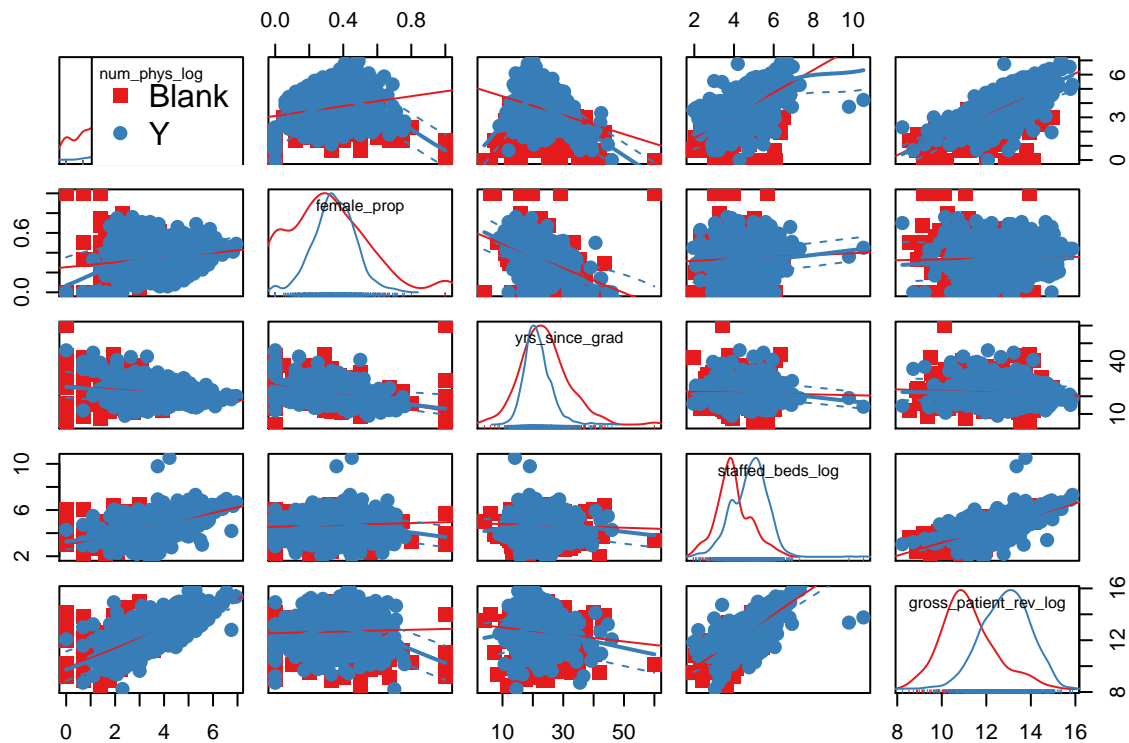 0.0 0.4 0.8 2 4 6 8 10
num_phys_log
Blank
Y
0 3 6
female_prop
0.0 0.6
yrs_since_grad
10 40
staffed_beds_log
2 6 10
gross_patient_rev_log
8 12 16
0 2 4 6 10 30 50 8 10 12 14 16